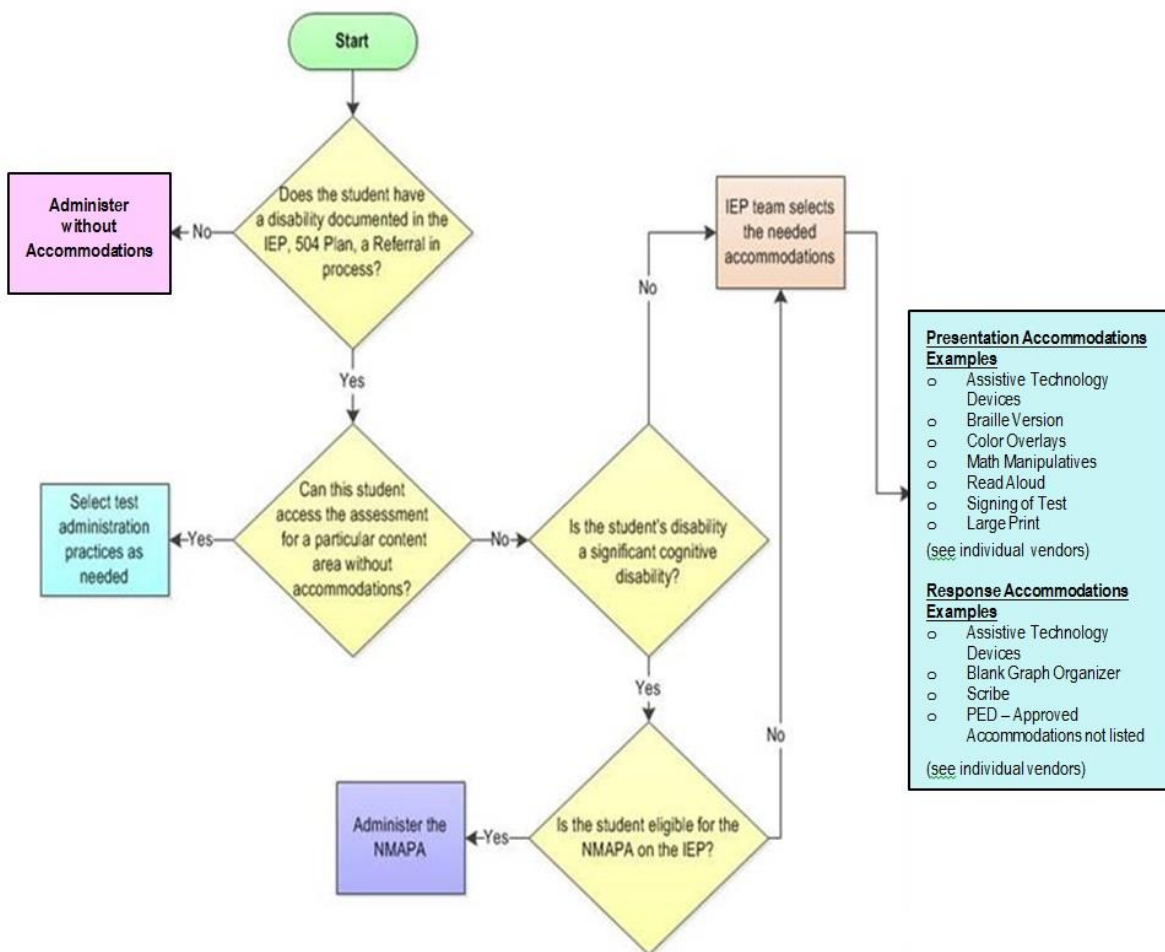 Start
Does the student have
a disability documented in the
IEP, 504 Plan, a Referral in
process?
No
Administer
without
Accommodations
Yes
Can this student
access the assessment
for a particular content
area without
accommodations?
Yes
Select test
administration
practices as
needed
No
Is the student's disability
a significant cognitive
disability?
No
IEP team selects
the needed
accommodations
Yes
Is the student eligible for the
NMAPA on the IEP?
Yes
Administer the
NMAPA
No
Presentation Accommodations
Examples
o Assistive Technology
Devices
o Braille Version
o Color Overlays
o Math Manipulatives
o Read Aloud
o Signing of Test
o Large Print
(see individual vendors)
Response Accommodations
Examples
o Assistive Technology
Devices
o Blank Graph Organizer
o Scribe
o PED – Approved
Accommodations not listed
(see individual vendors)